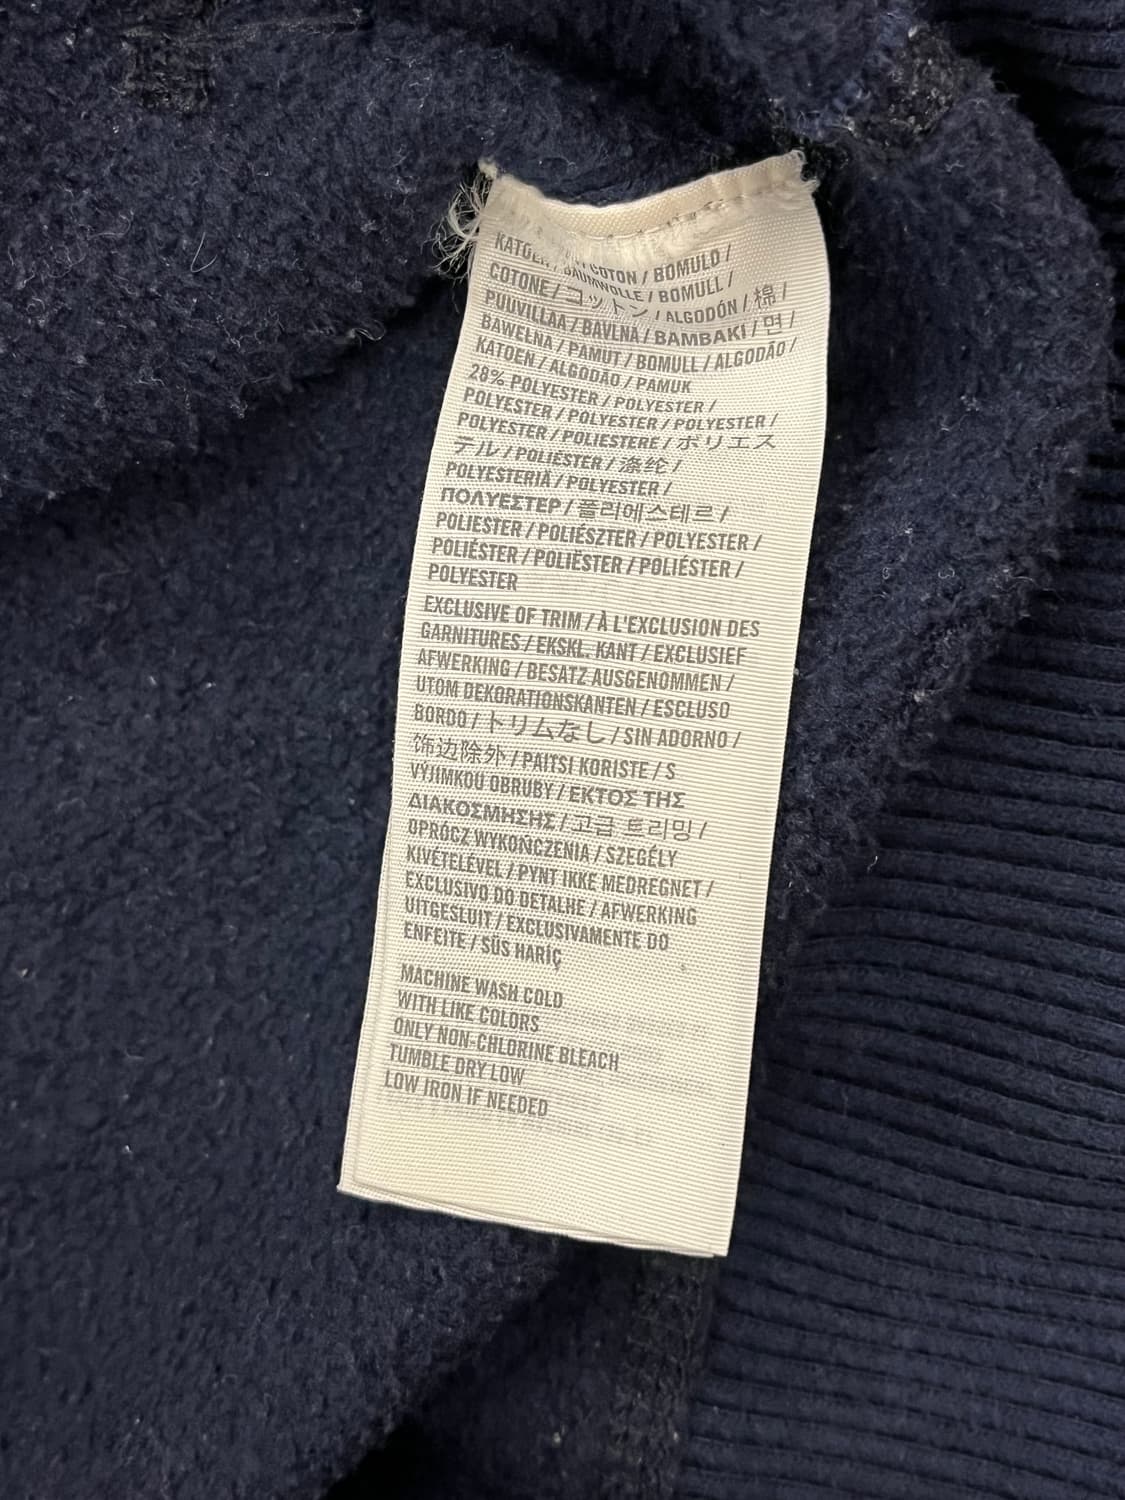 COTON / BOMULD /
KATOEN / BAUMWOLLE / BOMULL /
COTONE / コットン / ALGODÓN / 棉 /
PUUVILLAA / BAVLNA / BAMBAKI / 면 /
BAWEŁNA / PAMUT / BOMULL / ALGODÃO /
KATOEN / ALGODÃO / PAMUK
28% POLYESTER / POLYESTER /
POLYESTER / POLYESTER / POLYESTER /
POLYESTER / POLIESTERE / ポリエス
テル / POLIÉSTER / 涤纶 /
POLYESTERIÄ / POLYESTER /
ΠΟΛΥΕΣΤΕΡ / 폴리에스테르 /
POLIESTER / POLIÉSZTER / POLYESTER /
POLIÉSTER / POLIËSTER / POLIÉSTER /
POLYESTER
EXCLUSIVE OF TRIM / À L'EXCLUSION DES
GARNITURES / EKSKL. KANT / EXCLUSIEF
AFWERKING / BESATZ AUSGENOMMEN /
UTOM DEKORATIONSKANTEN / ESCLUSO
BORDO / トリムなし / SIN ADORNO /
饰边除外 / PAITSI KORISTE / S
VÝJIMKOU OBRUBY / ΕΚΤΟΣ ΤΗΣ
ΔΙΑΚΟΣΜΗΣΗΣ / 고급 트리밍 /
OPRÓCZ WYKOŃCZENIA / SZEGÉLY
KIVÉTELÉVEL / PYNT IKKE MEDREGNET /
EXCLUSIVO DO DETALHE / AFWERKING
UITGESLUIT / EXCLUSIVAMENTE DO
ENFEITE / SÜS HARİÇ
MACHINE WASH COLD
WITH LIKE COLORS
ONLY NON-CHLORINE BLEACH
TUMBLE DRY LOW
LOW IRON IF NEEDED